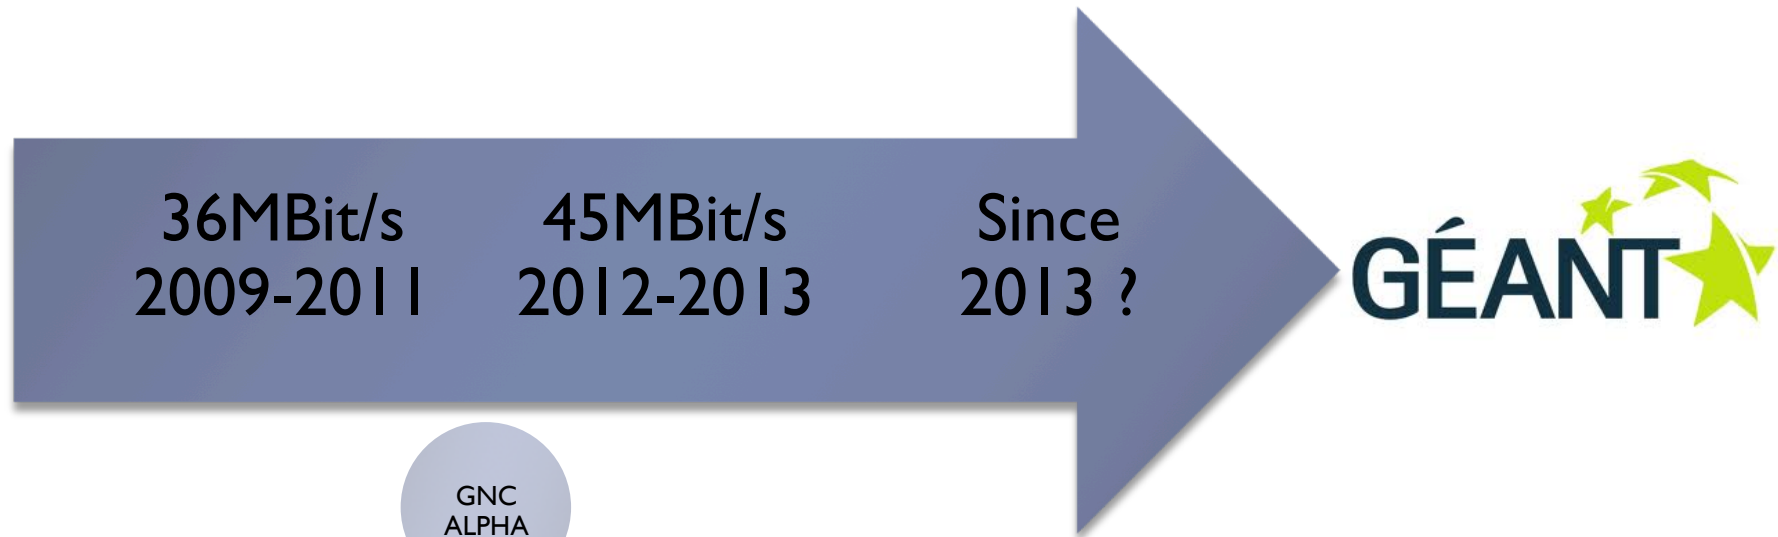 36MBit/s
2009-2011
45MBit/s
2012-2013
Since
2013 ?
GÉANT
GNC
ALPHA